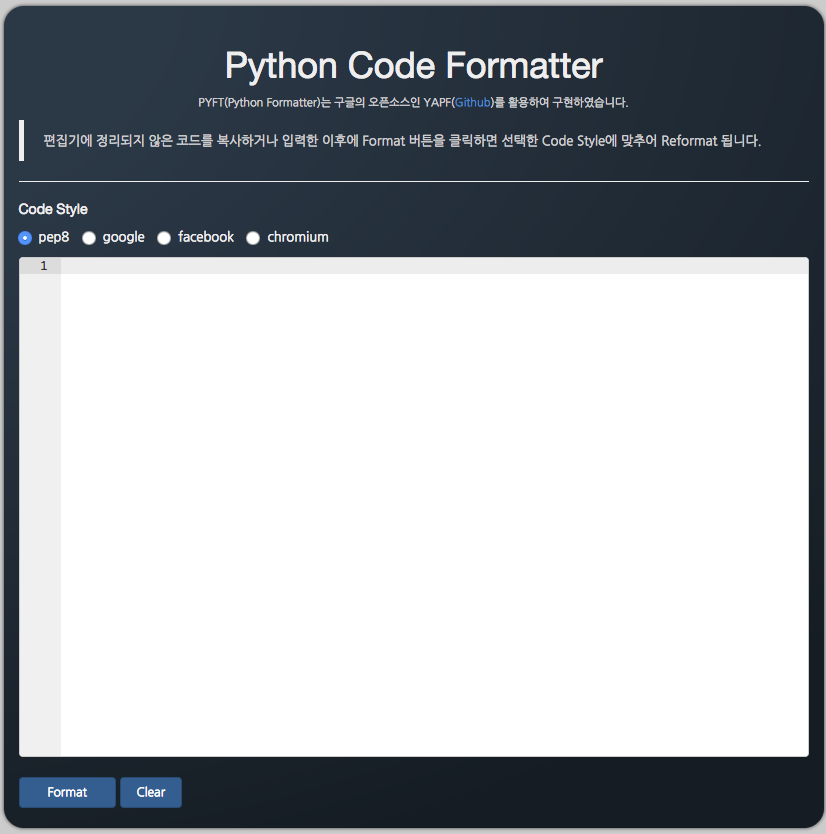 Python Code Formatter
PYFT(Python Formatter)는 구글의 오픈소스인 YAPF(Github)를 활용하여 구현하였습니다.
편집기에 정리되지 않은 코드를 복사하거나 입력한 이후에 Format 버튼을 클릭하면 선택한 Code Style에 맞추어 Reformat 됩니다.
Code Style
pep8 google facebook chromium
1
Format Clear